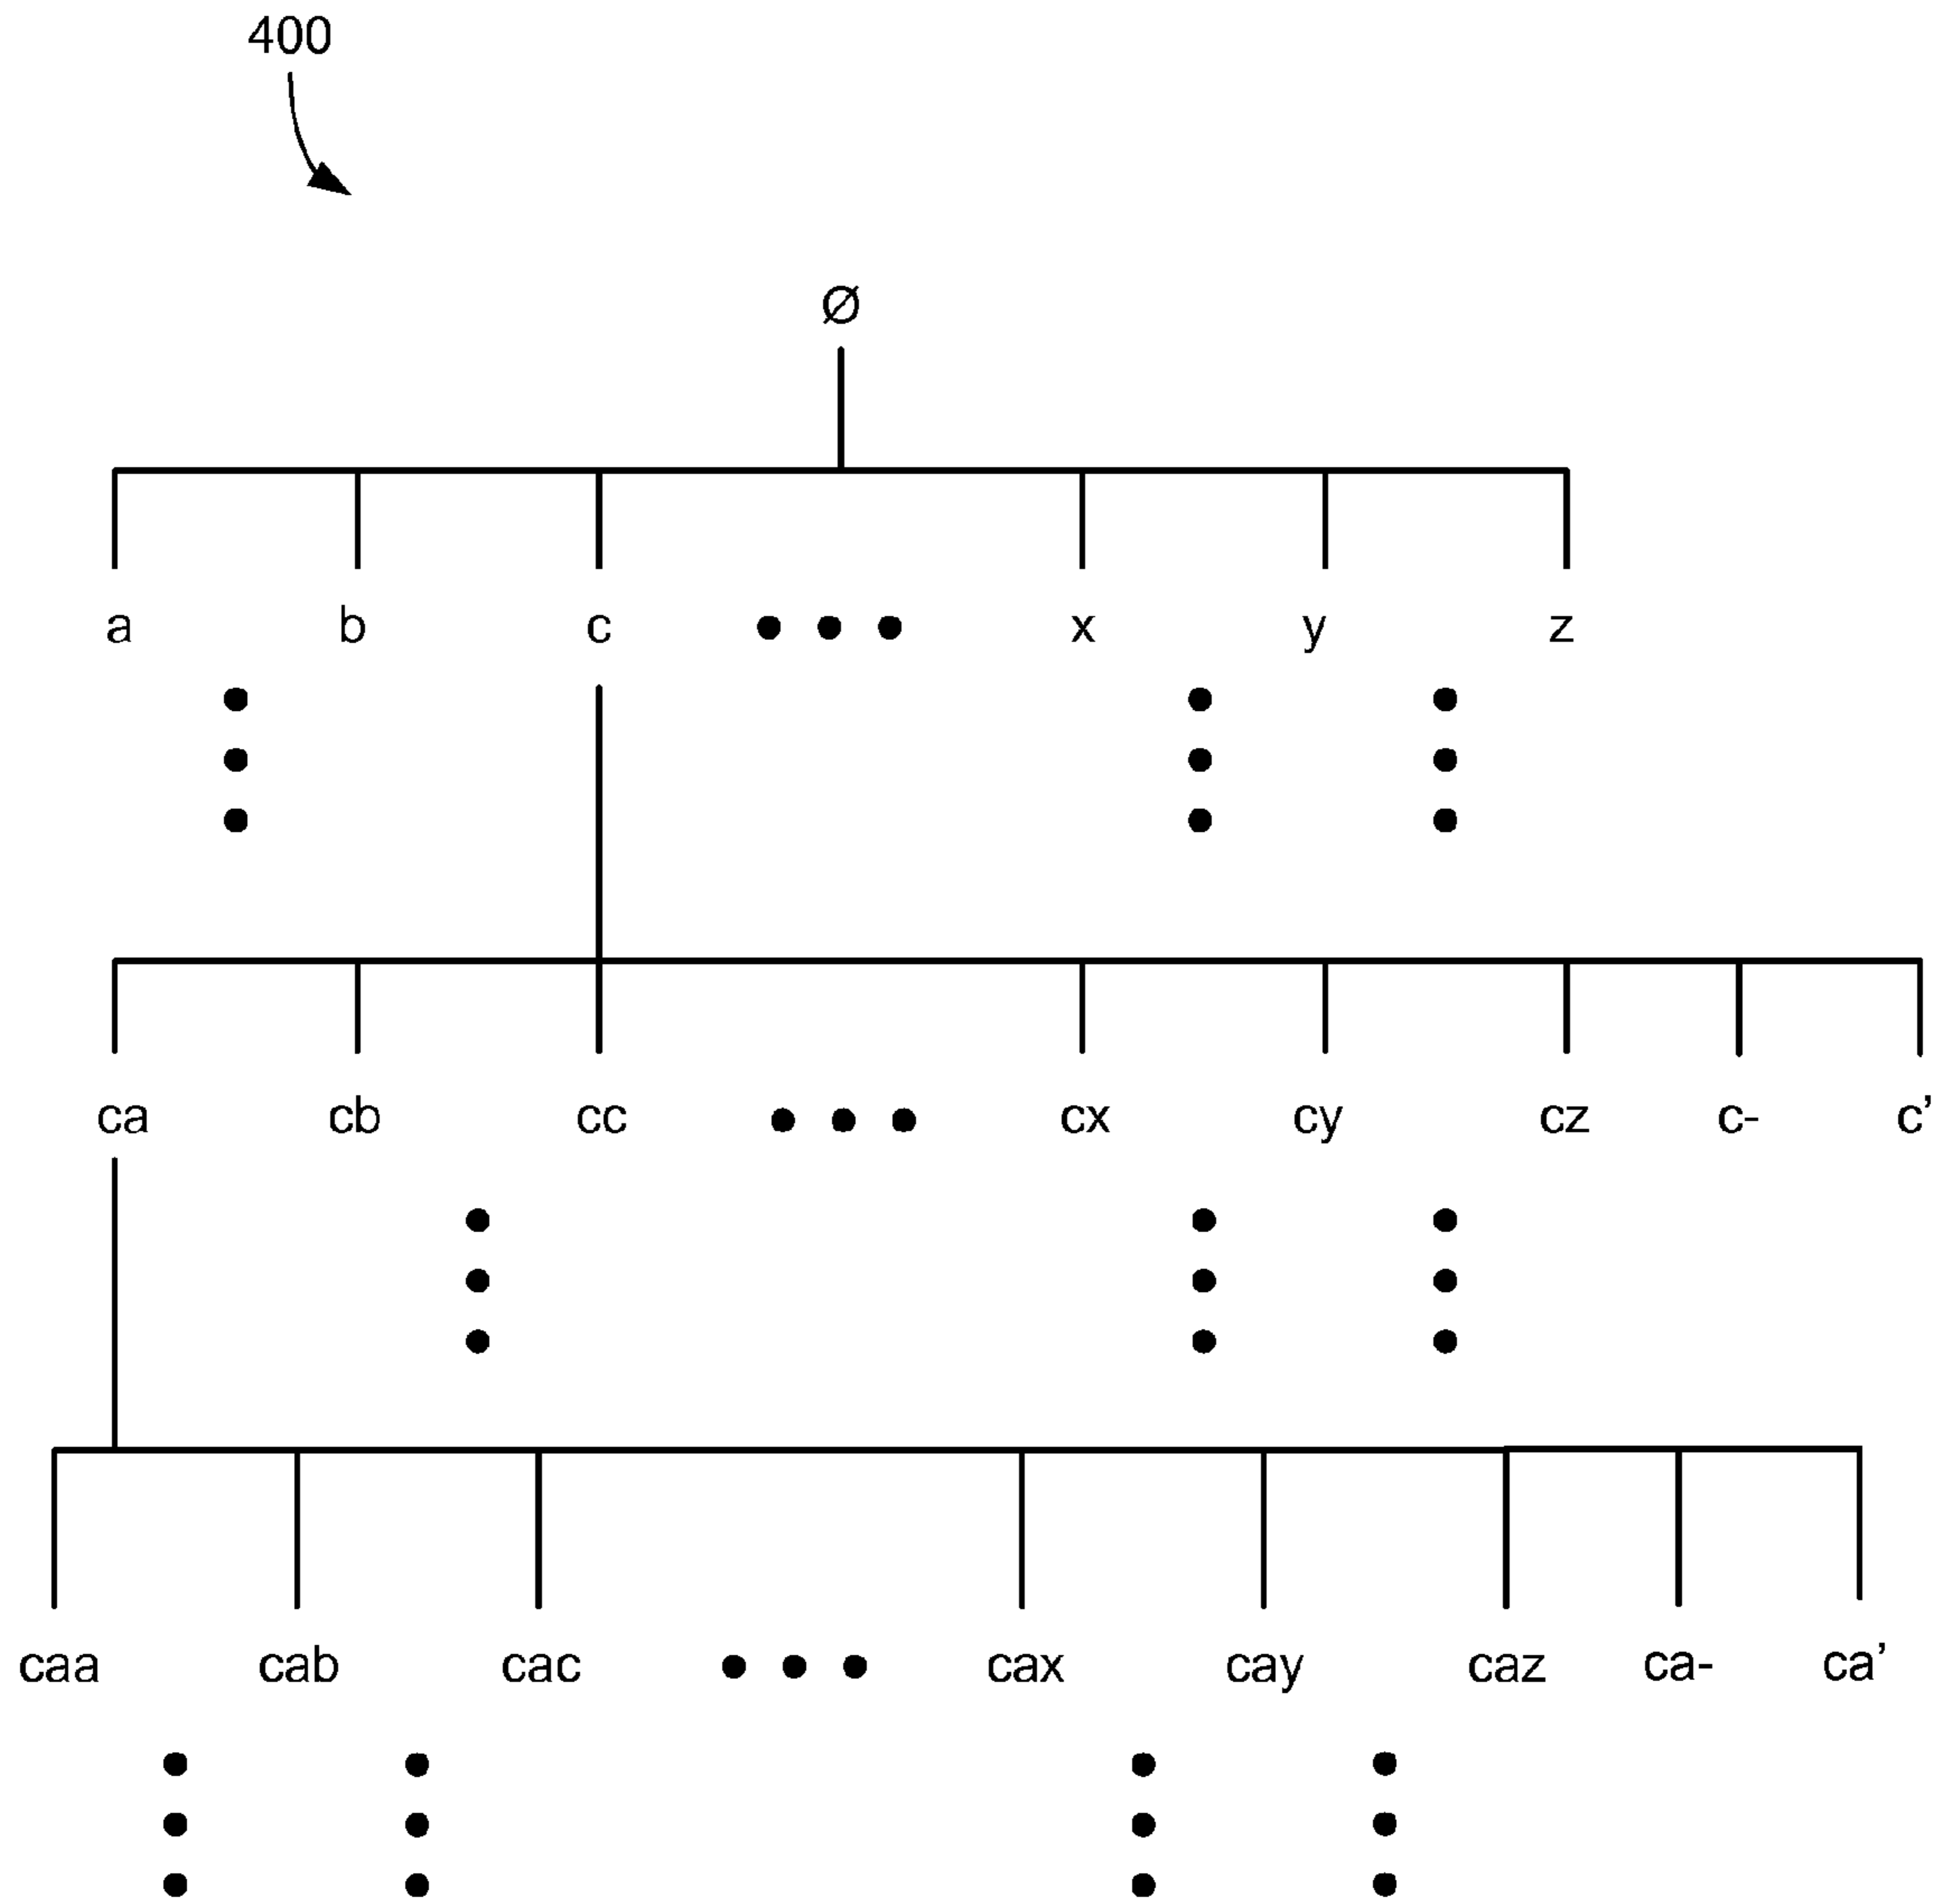 400
Ø
a b c • • • x y z
ca cb cc • • • cx cy cz c- c’
caa cab cac • • • cax cay caz ca- ca’